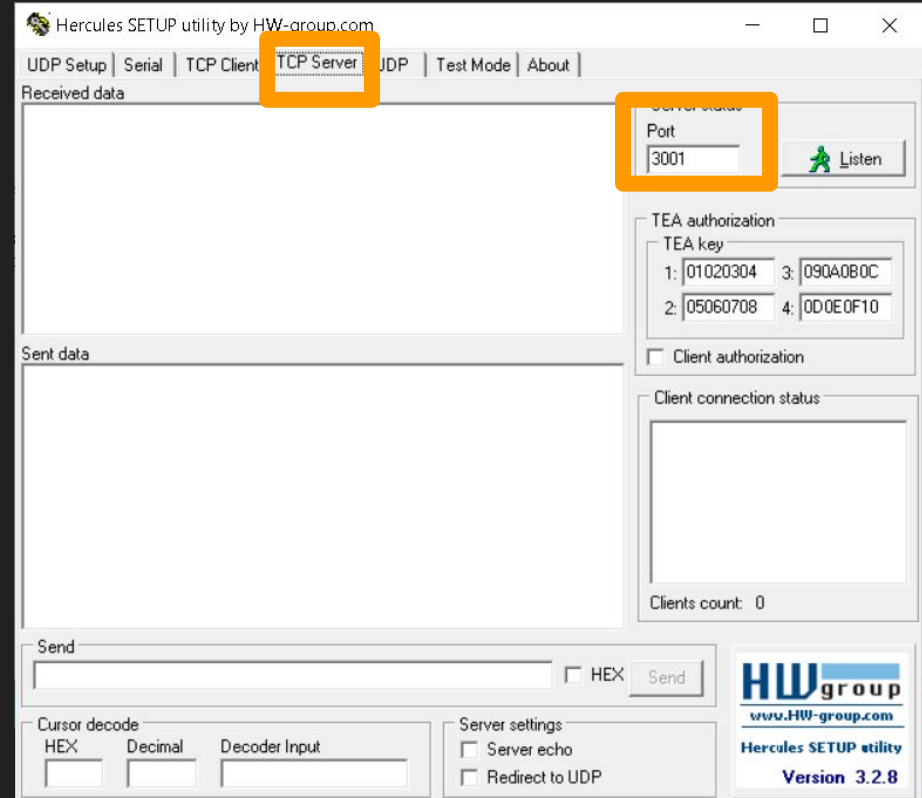 Hercules SETUP utility by HW-group.com
UDP Setup Serial TCP Client TCP Server UDP Test Mode About
Received data
Server status
Port
3001
Listen
TEA authorization
TEA key
1: 01020304 3: 090A0B0C
2: 05060708 4: 0D0E0F10
Client authorization
Sent data
Client connection status
Clients count: 0
Send
HEX Send
Cursor decode
HEX Decimal Decoder Input
Server settings
Server echo
Redirect to UDP
HWgroup
www.HW-group.com
Hercules SETUP utility
Version 3.2.8